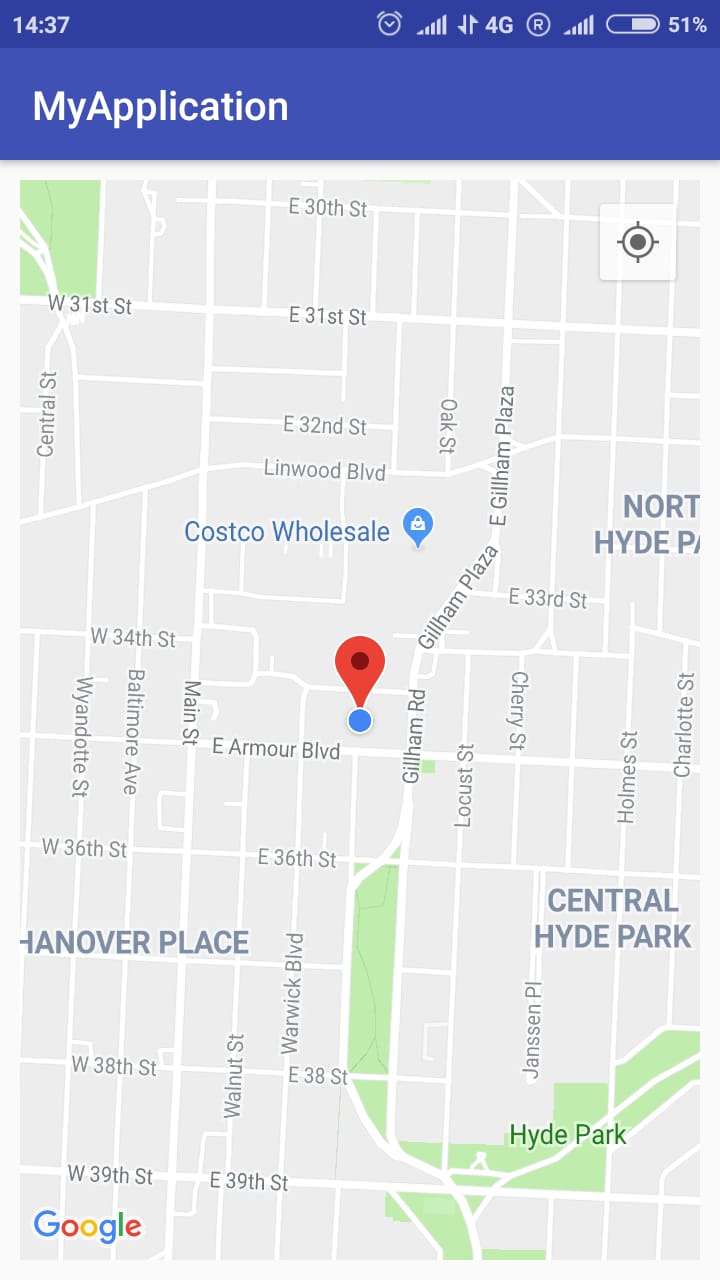 14:37
4G
R
51%
MyApplication
E 30th St
W 31st St
E 31st St
Central St
E 32nd St
Oak St
E Gillham Plaza
Linwood Blvd
NORT
HYDE PA
Costco Wholesale
Gillham Plaza
E 33rd St
W 34th St
Wyandotte St
Baltimore Ave
Main St
Gillham Rd
Cherry St
Charlotte St
E Armour Blvd
Locust St
Holmes St
W 36th St
E 36th St
CENTRAL
HYDE PARK
HANOVER PLACE
Warwick Blvd
Janssen Pl
W 38th St
Walnut St
E 38 St
Hyde Park
W 39th St
E 39th St
Google